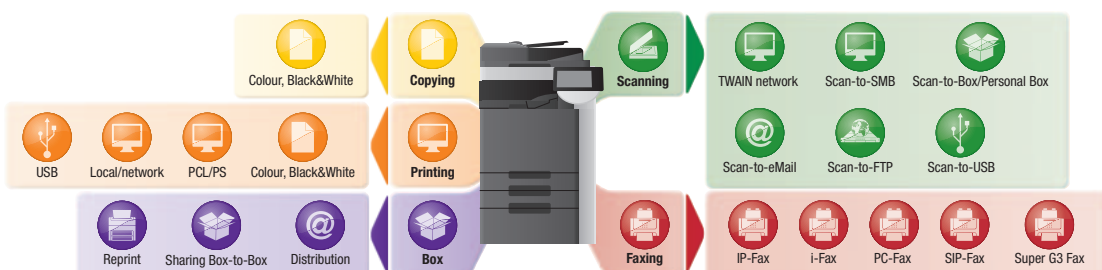 Colour, Black&White
Copying
Scanning
TWAIN network
Scan-to-SMB
Scan-to-Box/Personal Box
USB
Local/network
PCL/PS
Colour, Black&White
Printing
Scan-to-eMail
Scan-to-FTP
Scan-to-USB
Reprint
Sharing Box-to-Box
Distribution
Box
Faxing
IP-Fax
i-Fax
PC-Fax
SIP-Fax
Super G3 Fax